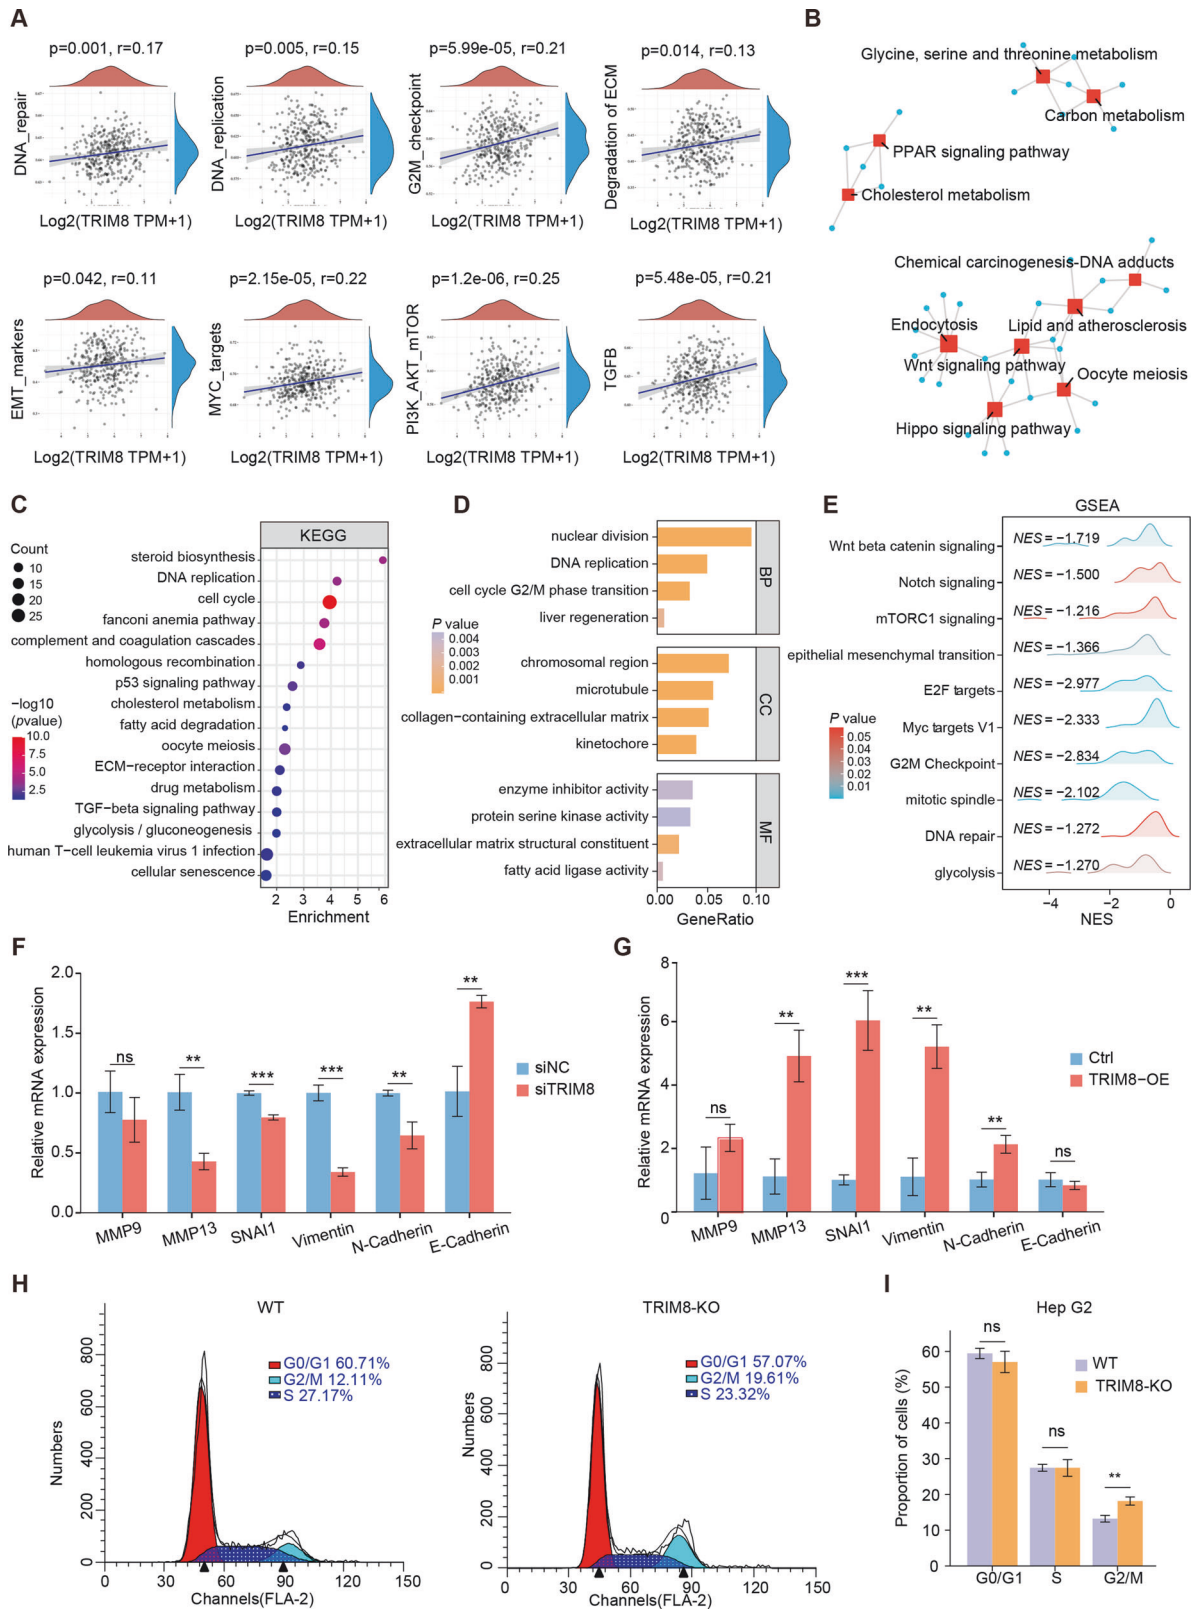 A
p=0.001, r=0.17
p=0.005, r=0.15
p=5.99e-05, r=0.21
p=0.014, r=0.13
DNA_repair
DNA_replication
G2M_checkpoint
Degradation of ECM
Log2(TRIM8 TPM+1)
Log2(TRIM8 TPM+1)
Log2(TRIM8 TPM+1)
Log2(TRIM8 TPM+1)
p=0.042, r=0.11
p=2.15e-05, r=0.22
p=1.2e-06, r=0.25
p=5.48e-05, r=0.21
EMT_markers
MYC_targets
PI3K_AKT_mTOR
TGFB
Log2(TRIM8 TPM+1)
Log2(TRIM8 TPM+1)
Log2(TRIM8 TPM+1)
Log2(TRIM8 TPM+1)
B
Glycine, serine and threonine metabolism
Carbon metabolism
PPAR signaling pathway
Cholesterol metabolism
Chemical carcinogenesis-DNA adducts
Endocytosis
Lipid and atherosclerosis
Wnt signaling pathway
Oocyte meiosis
Hippo signaling pathway
C
KEGG
Count
10
15
20
25
−log10
(pvalue)
10.0
7.5
5.0
2.5
steroid biosynthesis
DNA replication
cell cycle
fanconi anemia pathway
complement and coagulation cascades
homologous recombination
p53 signaling pathway
cholesterol metabolism
fatty acid degradation
oocyte meiosis
ECM−receptor interaction
drug metabolism
TGF−beta signaling pathway
glycolysis / gluconeogenesis
human T−cell leukemia virus 1 infection
cellular senescence
2 3 4 5 6
Enrichment
D
nuclear division
DNA replication
cell cycle G2/M phase transition
liver regeneration
BP
P value
0.004
0.003
0.002
0.001
chromosomal region
microtubule
collagen−containing extracellular matrix
kinetochore
CC
enzyme inhibitor activity
protein serine kinase activity
extracellular matrix structural constituent
fatty acid ligase activity
MF
0.00 0.05 0.10
GeneRatio
E
GSEA
Wnt beta catenin signaling NES = −1.719
Notch signaling NES = −1.500
mTORC1 signaling NES = −1.216
epithelial mesenchymal transition NES = −1.366
E2F targets NES = −2.977
Myc targets V1 NES = −2.333
G2M Checkpoint NES = −2.834
mitotic spindle NES = −2.102
DNA repair NES = −1.272
glycolysis NES = −1.270
P value
0.05
0.04
0.03
0.02
0.01
−4 −2 0
NES
F
Relative mRNA expression
2.0
1.5
1.0
0.5
0.0
ns
**
***
***
**
**
siNC
siTRIM8
MMP9
MMP13
SNAI1
Vimentin
N-Cadherin
E-Cadherin
G
Relative mRNA expression
8
6
4
2
0
ns
**
***
**
**
ns
Ctrl
TRIM8−OE
MMP9
MMP13
SNAI1
Vimentin
N-Cadherin
E-Cadherin
H
WT
G0/G1 60.71%
G2/M 12.11%
S 27.17%
Numbers
800
600
400
200
0
0 30 60 90 120 150
Channels(FLA-2)
TRIM8-KO
G0/G1 57.07%
G2/M 19.61%
S 23.32%
Numbers
800
600
400
200
0
0 30 60 90 120 150
Channels(FLA-2)
I
Hep G2
Proportion of cells (%)
60
50
40
30
20
10
0
ns
ns
**
WT
TRIM8-KO
G0/G1
S
G2/M